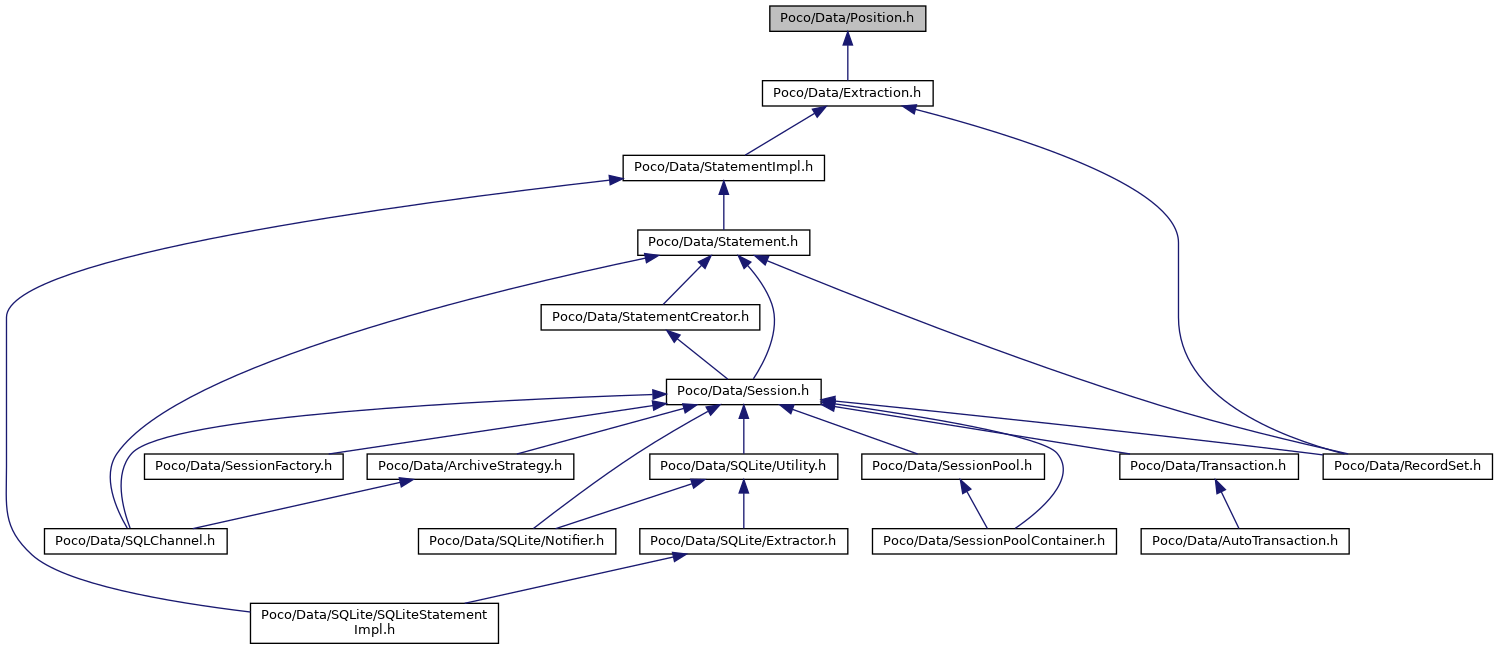 Poco/Data/Position.h
Poco/Data/Extraction.h
Poco/Data/StatementImpl.h
Poco/Data/Statement.h
Poco/Data/StatementCreator.h
Poco/Data/Session.h
Poco/Data/SessionFactory.h
Poco/Data/ArchiveStrategy.h
Poco/Data/SQLite/Utility.h
Poco/Data/SessionPool.h
Poco/Data/Transaction.h
Poco/Data/RecordSet.h
Poco/Data/SQLChannel.h
Poco/Data/SQLite/Notifier.h
Poco/Data/SQLite/Extractor.h
Poco/Data/SessionPoolContainer.h
Poco/Data/AutoTransaction.h
Poco/Data/SQLite/SQLiteStatement
Impl.h